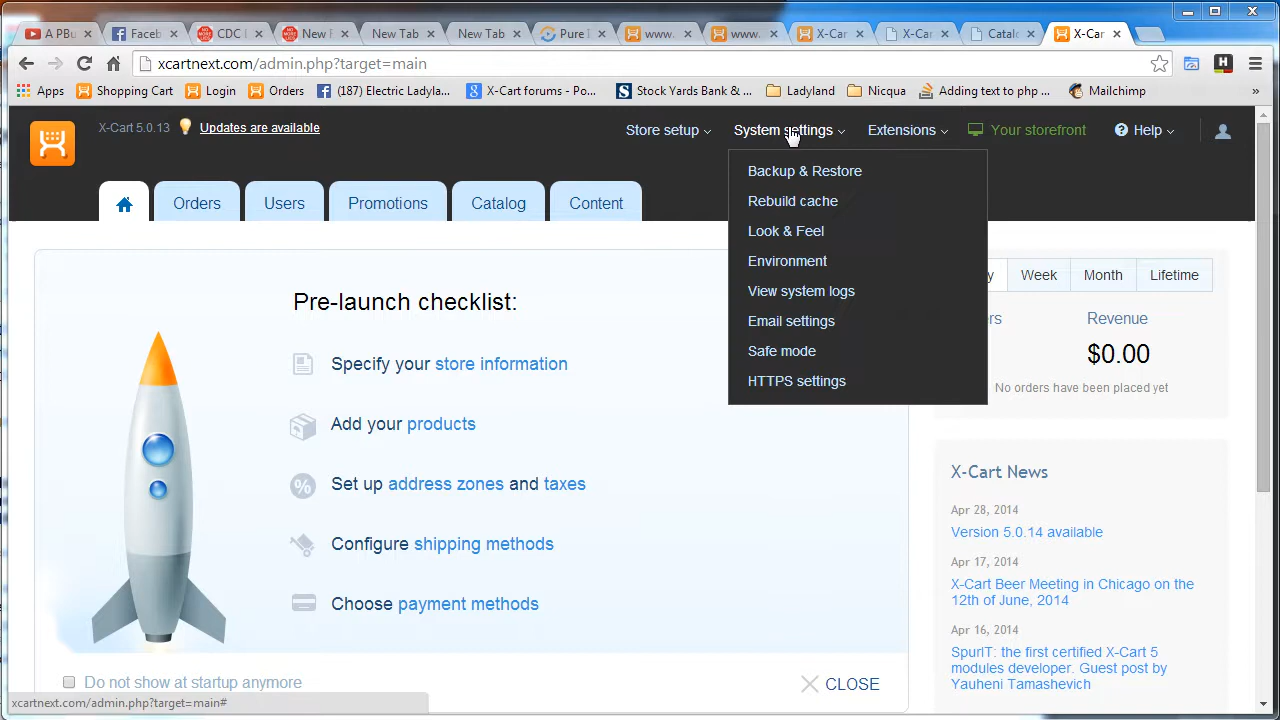 A PBu
Faceb
CDC
New F
New Tab
New Tab
Pure
www.
www.
X-Car
X-Ca
Catal
X-Car
xcartnext.com/admin.php?target=main
Apps
Shopping Cart
Login
Orders
(187) Electric Ladyla...
X-Cart forums - Po...
Stock Yards Bank &...
Ladyland
Nicqua
Adding text to php ...
Mailchimp
»
X-Cart 5.0.13
Updates are available
Store setup
System settings
Extensions
Your storefront
Help
Backup & Restore
Rebuild cache
Look & Feel
Environment
View system logs
Email settings
Safe mode
HTTPS settings
Orders
Users
Promotions
Catalog
Content
Pre-launch checklist:
Specify your store information
Add your products
Set up address zones and taxes
Configure shipping methods
Choose payment methods
Do not show at startup anymore
CLOSE
y
Week
Month
Lifetime
ers
Revenue
$0.00
No orders have been placed yet
X-Cart News
Apr 28, 2014
Version 5.0.14 available
Apr 17, 2014
X-Cart Beer Meeting in Chicago on the
12th of June, 2014
Apr 16, 2014
SpurIT: the first certified X-Cart 5
modules developer. Guest post by
Yauheni Tamashevich
xcartnext.com/admin.php?target=main#